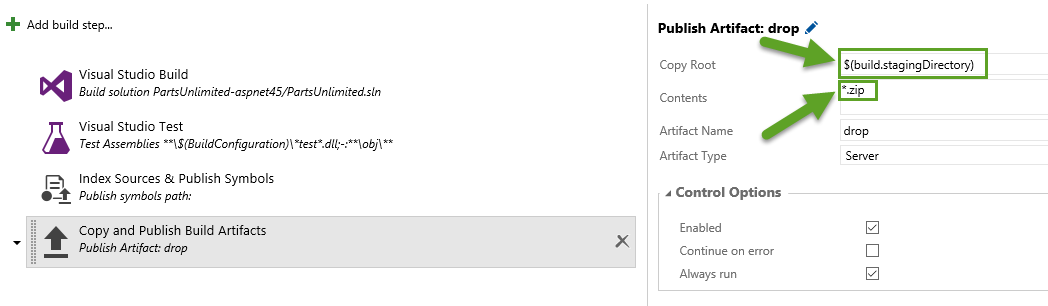 Add build step...
Visual Studio Build
Build solution PartsUnlimited-aspnet45/PartsUnlimited.sln
Visual Studio Test
Test Assemblies **\$(BuildConfiguration)\*test*.dll;-:**\obj\**
Index Sources & Publish Symbols
Publish symbols path:
Copy and Publish Build Artifacts
Publish Artifact: drop
Publish Artifact: drop
Copy Root $(build.stagingDirectory)
Contents *.zip
Artifact Name drop
Artifact Type Server
Control Options
Enabled
Continue on error
Always run